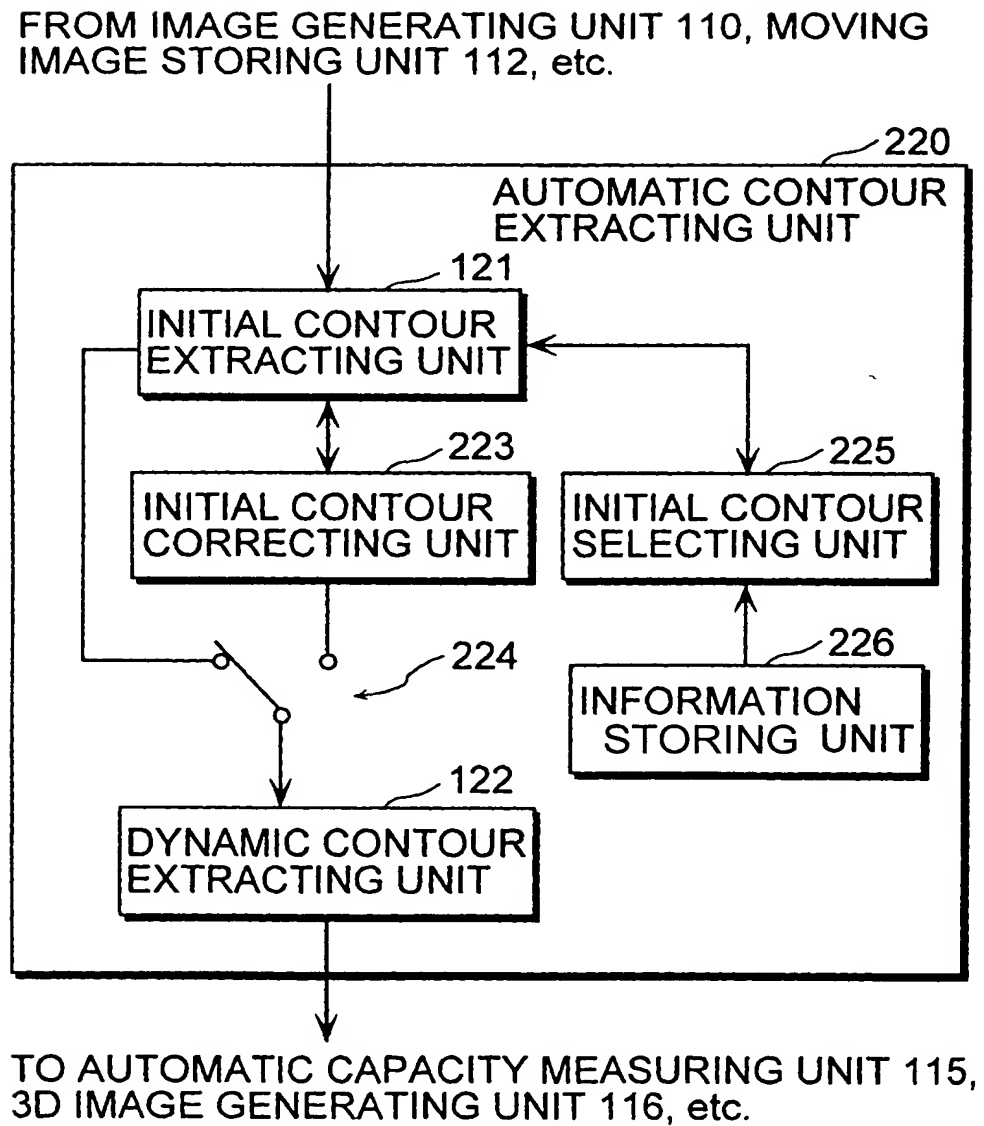 FROM IMAGE GENERATING UNIT 110, MOVING
IMAGE STORING UNIT 112, etc.
220
AUTOMATIC CONTOUR
EXTRACTING UNIT
121
INITIAL CONTOUR
EXTRACTING UNIT
223
INITIAL CONTOUR
CORRECTING UNIT
225
INITIAL CONTOUR
SELECTING UNIT
224
226
INFORMATION
STORING UNIT
122
DYNAMIC CONTOUR
EXTRACTING UNIT
TO AUTOMATIC CAPACITY MEASURING UNIT 115,
3D IMAGE GENERATING UNIT 116, etc.